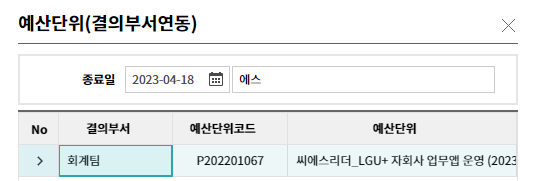 예산단위(결의부서연동)
종료일 2023-04-18 에스
No 결의부서 예산단위코드 예산단위
회계팀 P202201067 씨에스리더_LGU+ 자회사 업무앱 운영 (2023